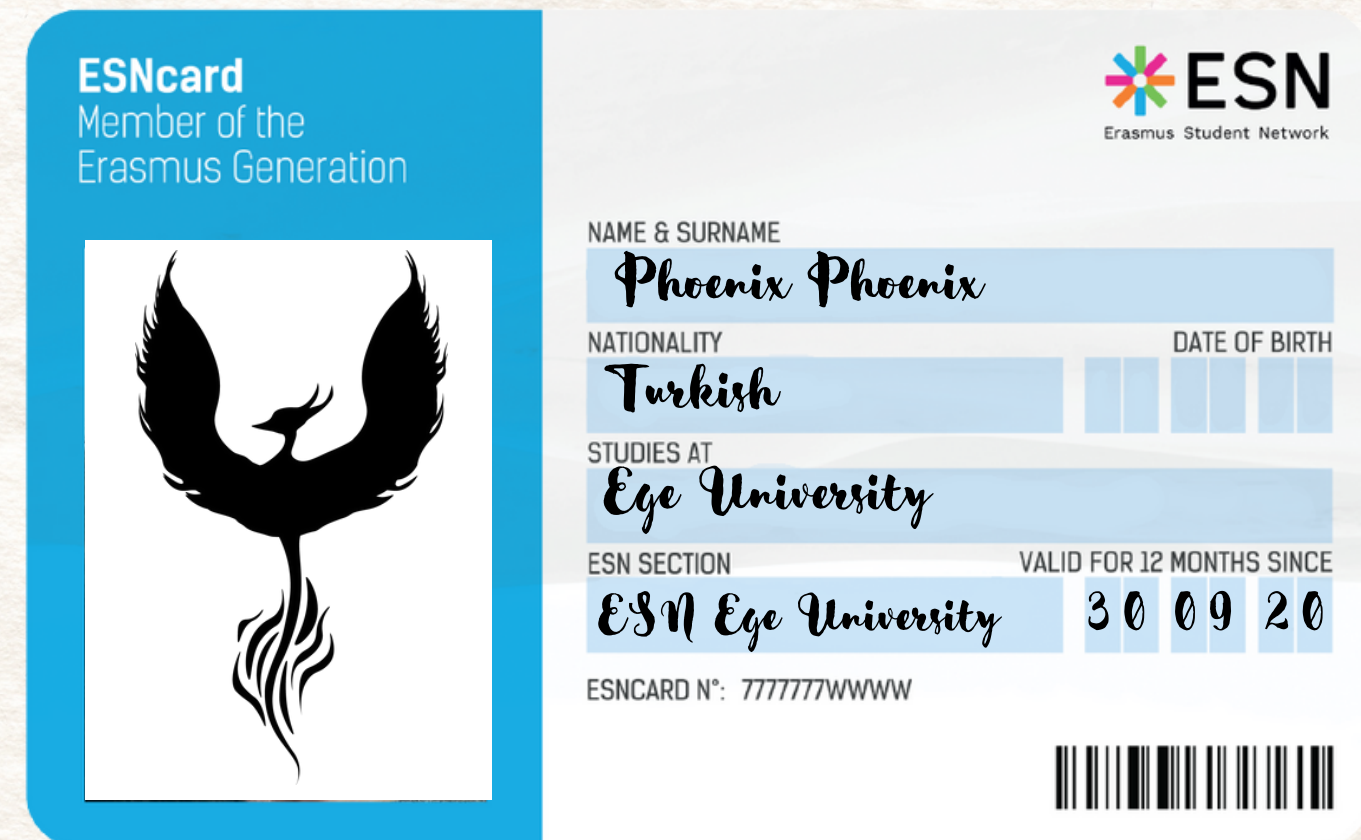 ESNcard
Member of the
Erasmus Generation
ESN
Erasmus Student Network
NAME & SURNAME
Phoenix Phoenix
NATIONALITY
DATE OF BIRTH
Turkish
STUDIES AT
Ege University
ESN SECTION
VALID FOR 12 MONTHS SINCE
ESN Ege University
30 09 20
ESNCARD N°: 7777777WWWW